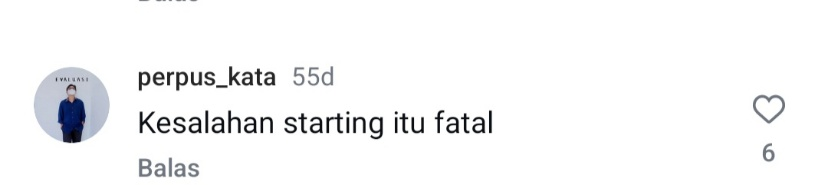 perpus_kata 55d
Kesalahan starting itu fatal
6
Balas